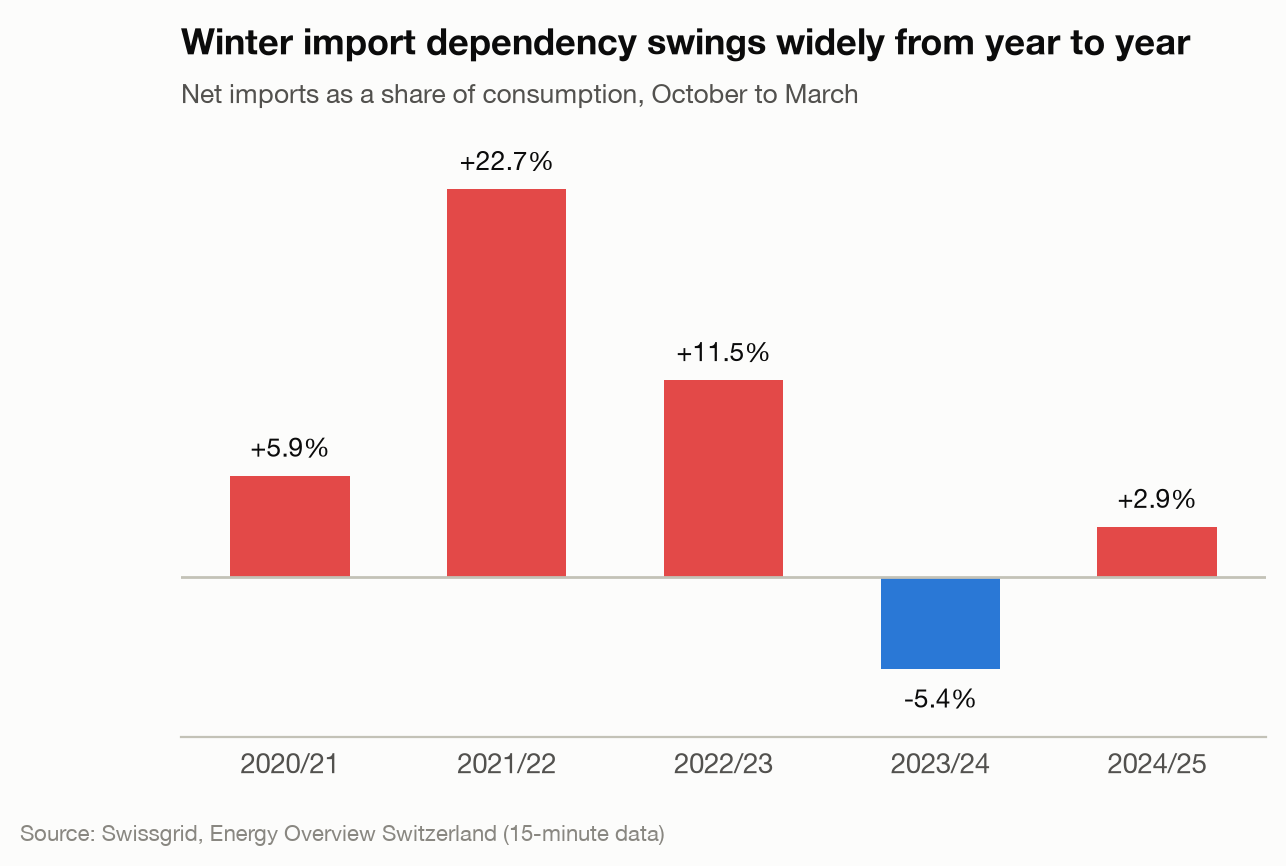 Winter import dependency swings widely from year to year
Net imports as a share of consumption, October to March
+22.7%
+11.5%
+5.9%
+2.9%
-5.4%
2020/21 2021/22 2022/23 2023/24 2024/25
Source: Swissgrid, Energy Overview Switzerland (15-minute data)